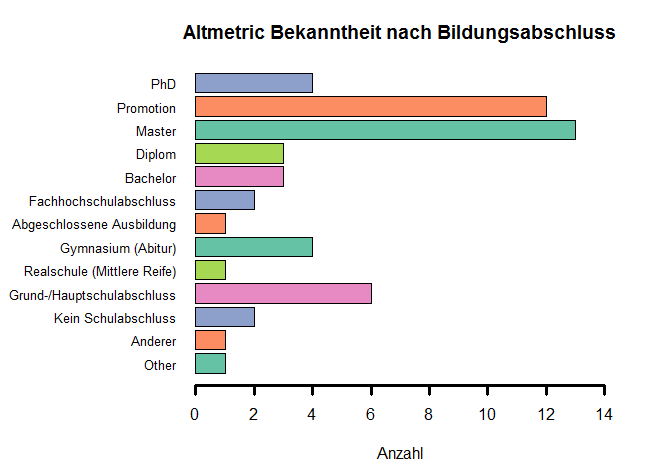 Altmetric Bekanntheit nach Bildungsabschluss
PhD
Promotion
Master
Diplom
Bachelor
Fachhochschulabschluss
Abgeschlossene Ausbildung
Gymnasium (Abitur)
Realschule (Mittlere Reife)
Grund-/Hauptschulabschluss
Kein Schulabschluss
Anderer
Other
0 2 4 6 8 10 12 14
Anzahl